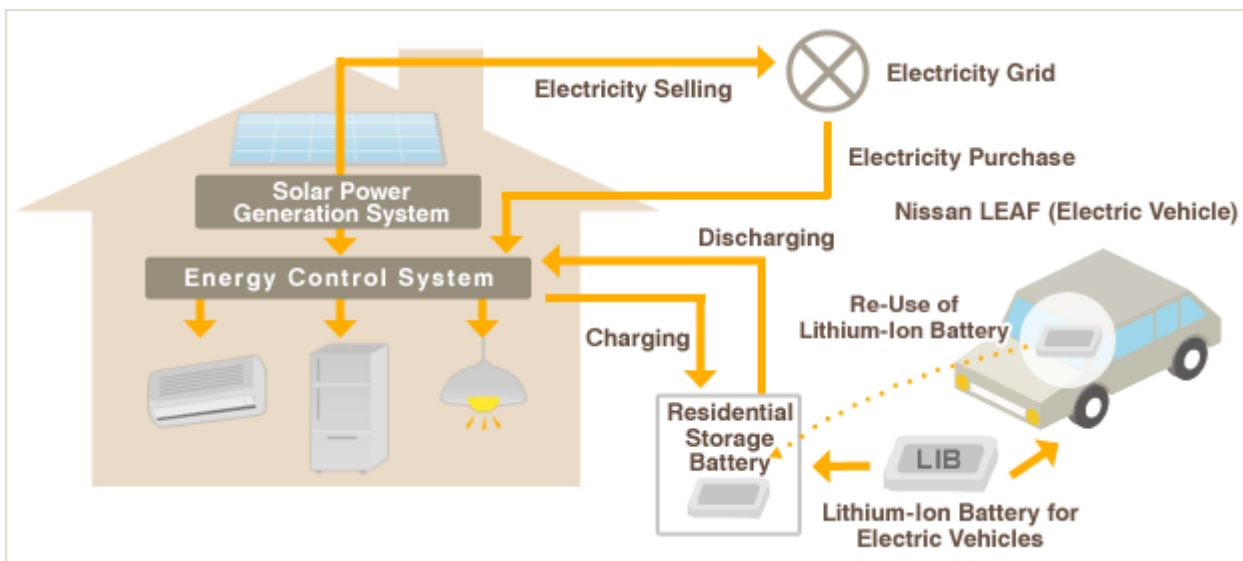 Electricity Selling
Electricity Grid
Electricity Purchase
Solar Power
Generation System
Nissan LEAF (Electric Vehicle)
Discharging
Energy Control System
Re-Use of
Lithium-Ion Battery
Charging
Residential
Storage
Battery
LIB
Lithium-Ion Battery for
Electric Vehicles